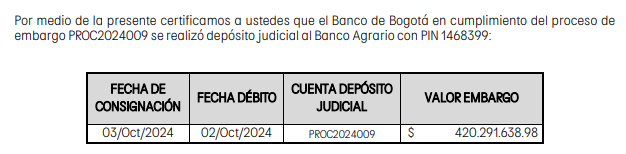 Por medio de la presente certificamos a ustedes que el Banco de Bogotá en cumplimiento del proceso de
embargo PROC2024009 se realizó depósito judicial al Banco Agrario con PIN 1468399:
FECHA DE CONSIGNACIÓN FECHA DÉBITO CUENTA DEPÓSITO JUDICIAL VALOR EMBARGO
03/Oct/2024 02/Oct/2024 PROC2024009 $ 420.291.638.98